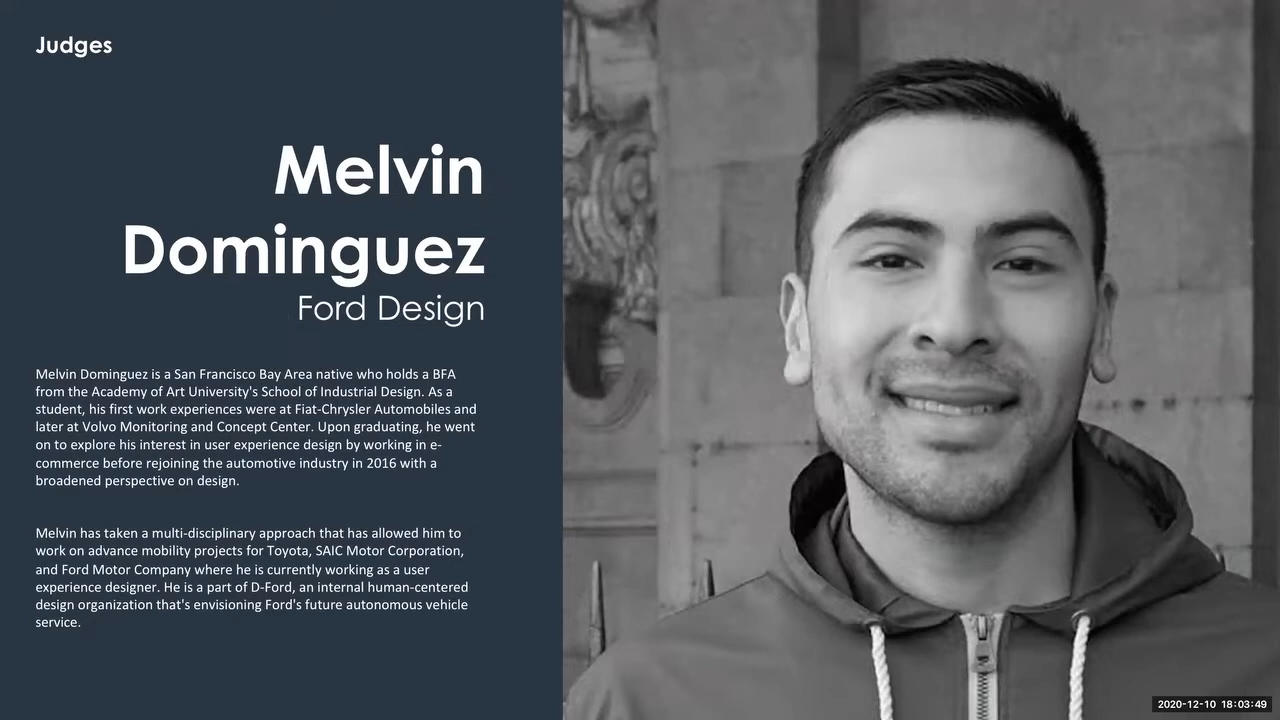 Judges
Melvin
Dominguez
Ford Design
Melvin Dominguez is a San Francisco Bay Area native who holds a BFA
from the Academy of Art University's School of Industrial Design. As a
student, his first work experiences were at Fiat-Chrysler Automobiles and
later at Volvo Monitoring and Concept Center. Upon graduating, he went
on to explore his interest in user experience design by working in e-
commerce before rejoining the automotive industry in 2016 with a
broadened perspective on design.
Melvin has taken a multi-disciplinary approach that has allowed him to
work on advance mobility projects for Toyota, SAIC Motor Corporation,
and Ford Motor Company where he is currently working as a user
experience designer. He is a part of D-Ford, an internal human-centered
design organization that's envisioning Ford's future autonomous vehicle
service.
2020-12-10 18:03:49